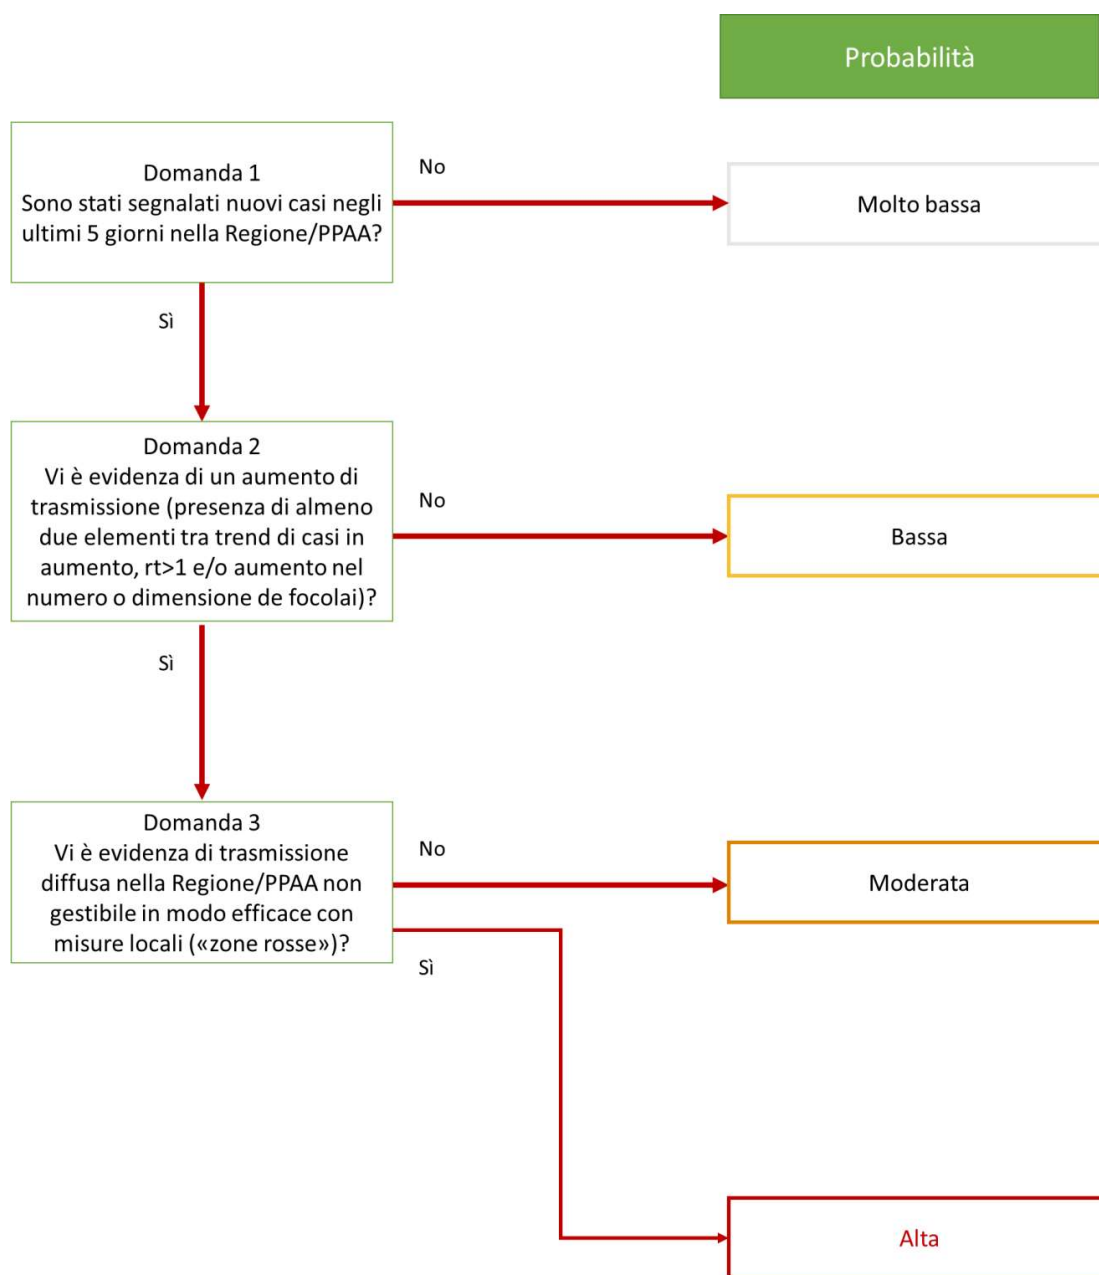 Probabilità
Domanda 1
Sono stati segnalati nuovi casi negli
ultimi 5 giorni nella Regione/PPAA?
No
Molto bassa
Sì
Domanda 2
Vi è evidenza di un aumento di
trasmissione (presenza di almeno
due elementi tra trend di casi in
aumento, rt>1 e/o aumento nel
numero o dimensione de focolai)?
No
Bassa
Sì
Domanda 3
Vi è evidenza di trasmissione
diffusa nella Regione/PPAA non
gestibile in modo efficace con
misure locali («zone rosse»)?
No
Moderata
Sì
Alta